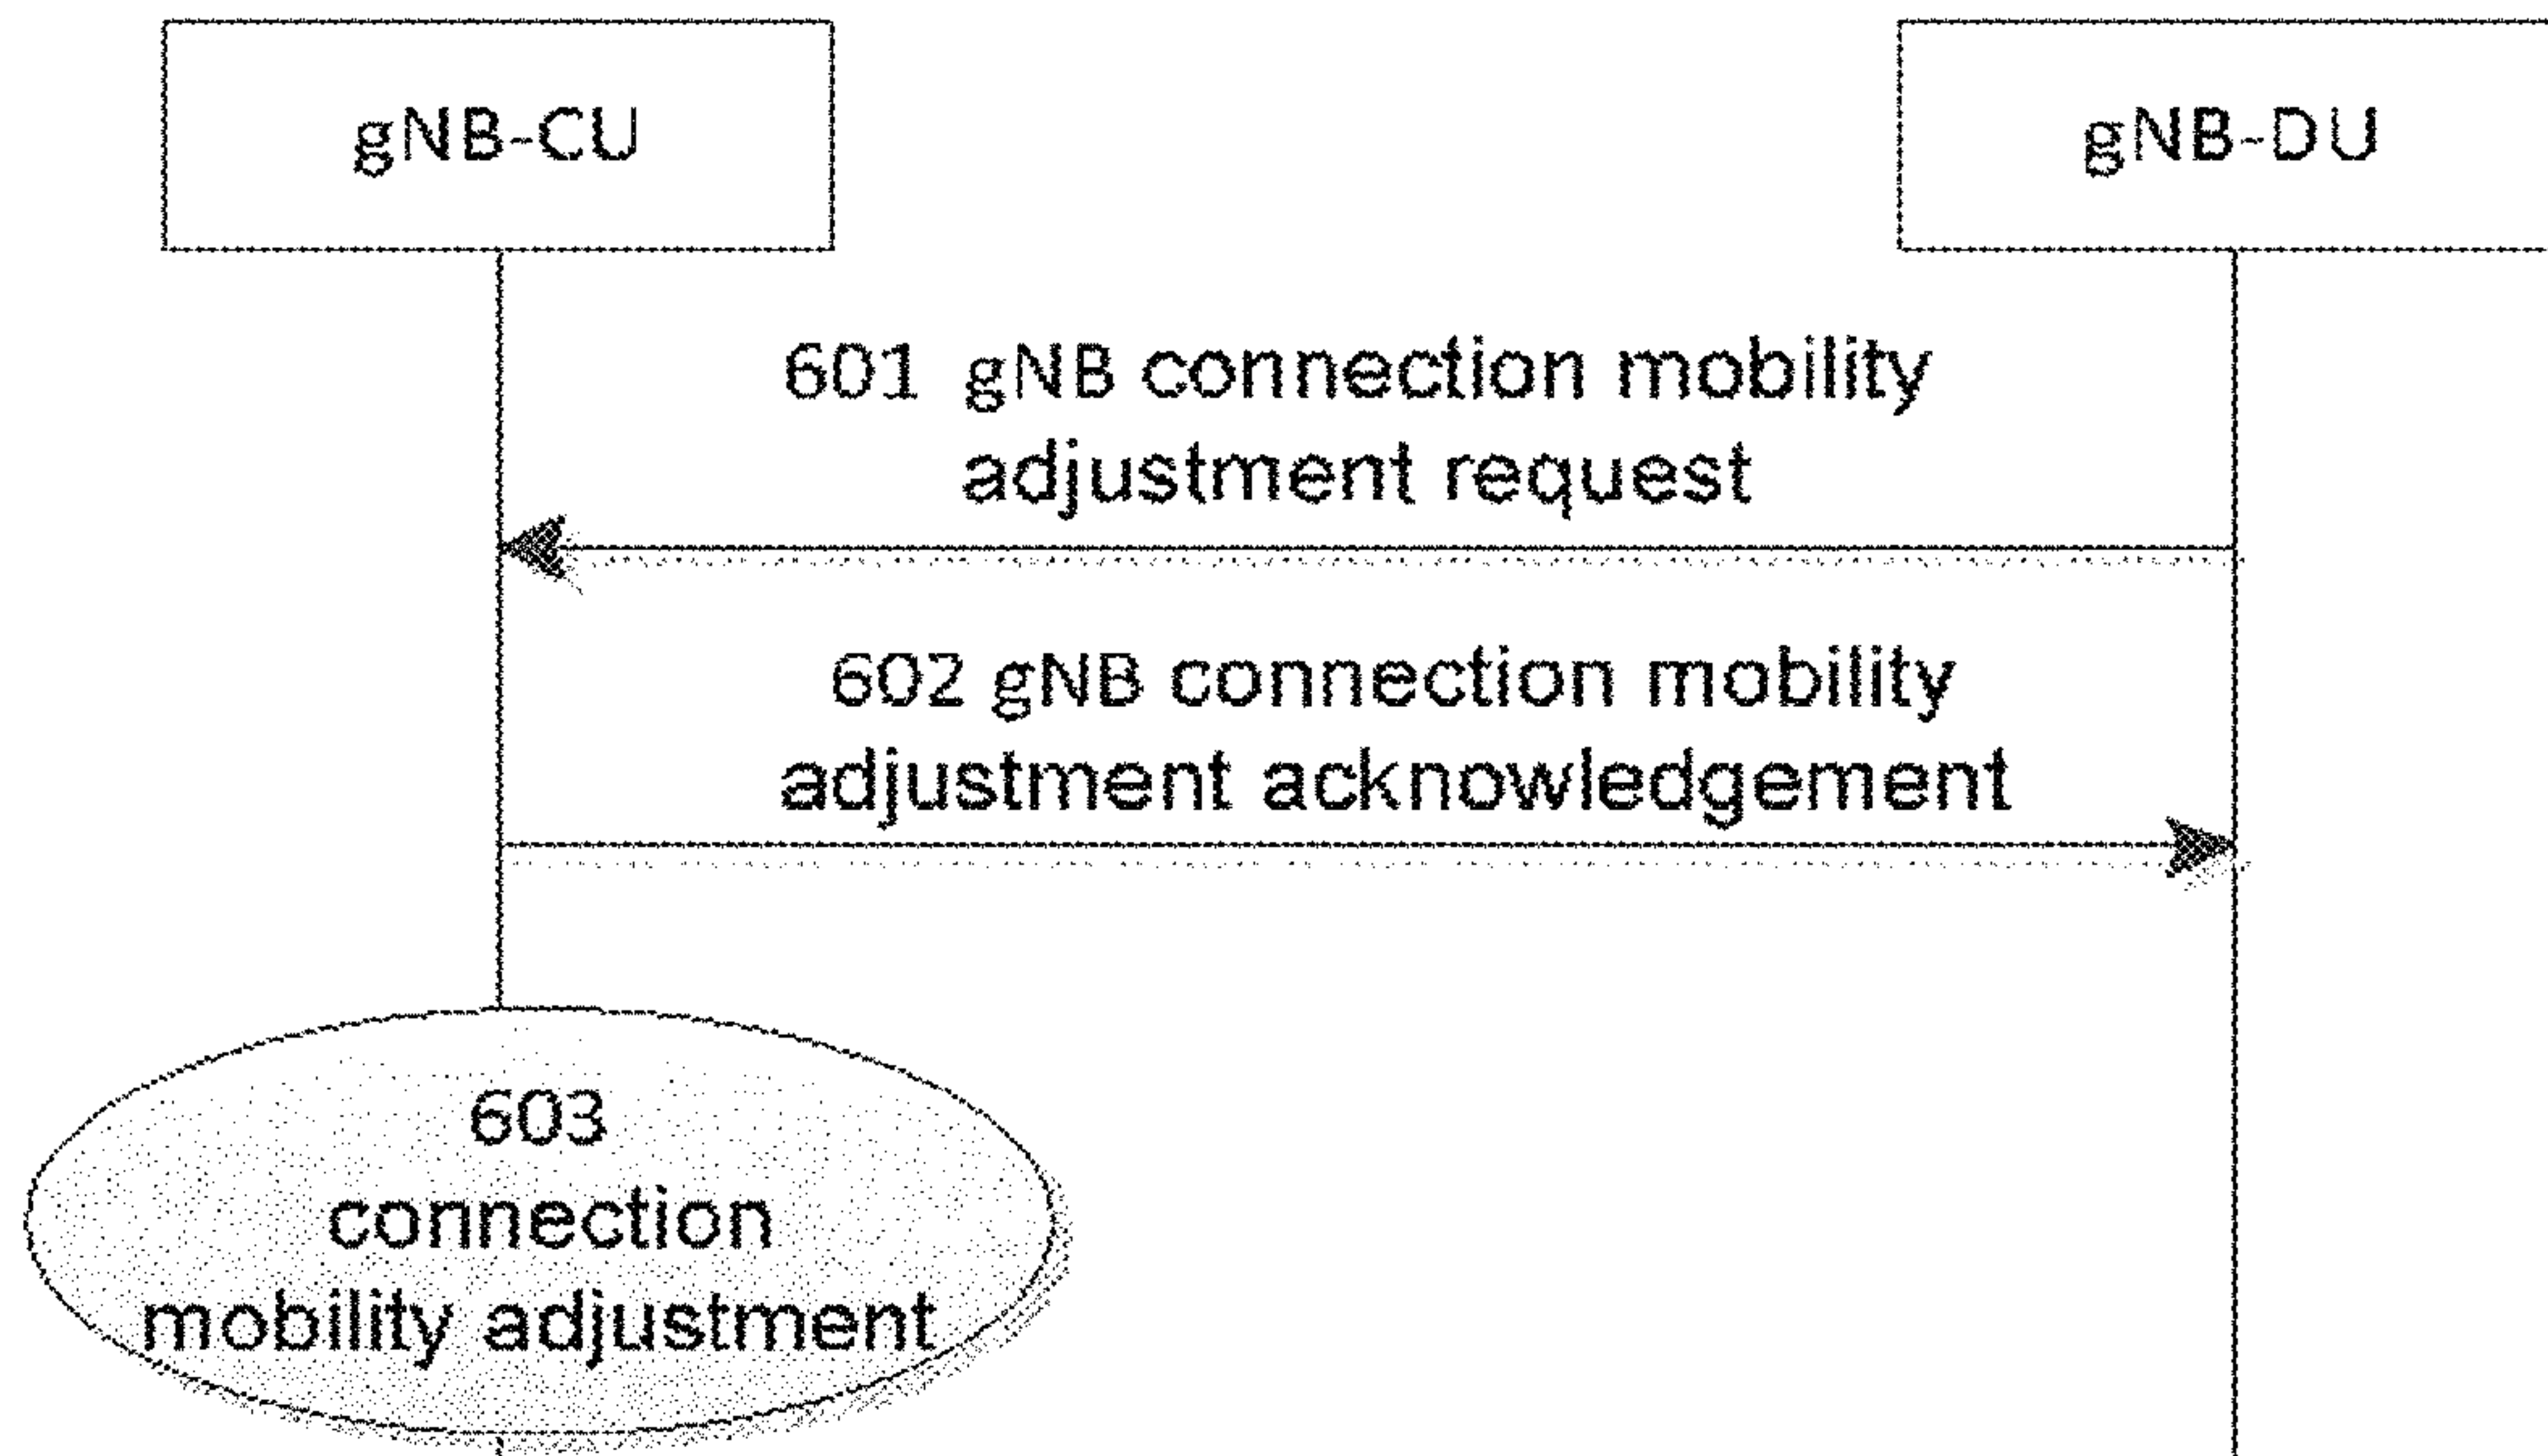 gNB-CU
gNB-DU
601 gNB connection mobility
adjustment request
602 gNB connection mobility
adjustment acknowledgement
603
connection
mobility adjustment